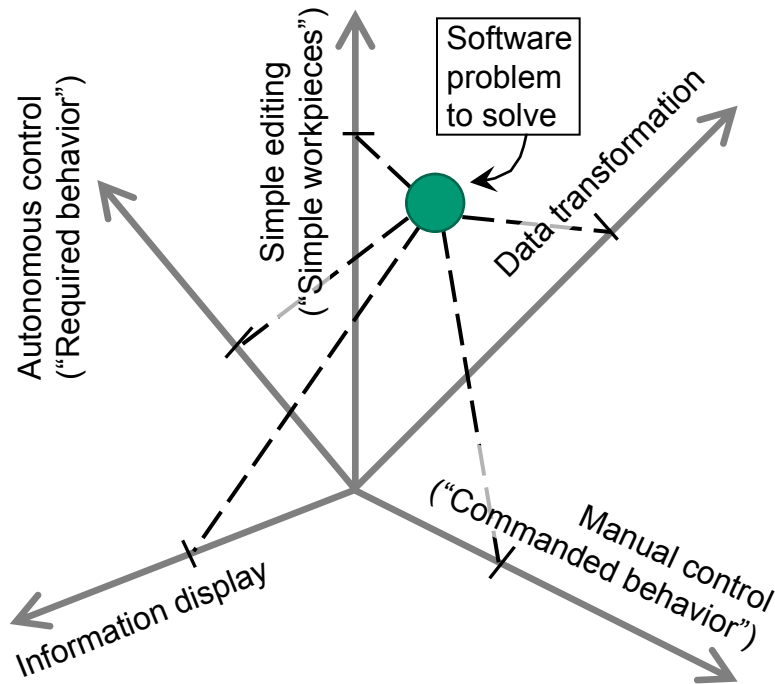 Software
problem
to solve
Simple editing
(“Simple workpieces”)
Autonomous control
(“Required behavior”)
Data transformation
Manual control
(“Commanded behavior”)
Information display